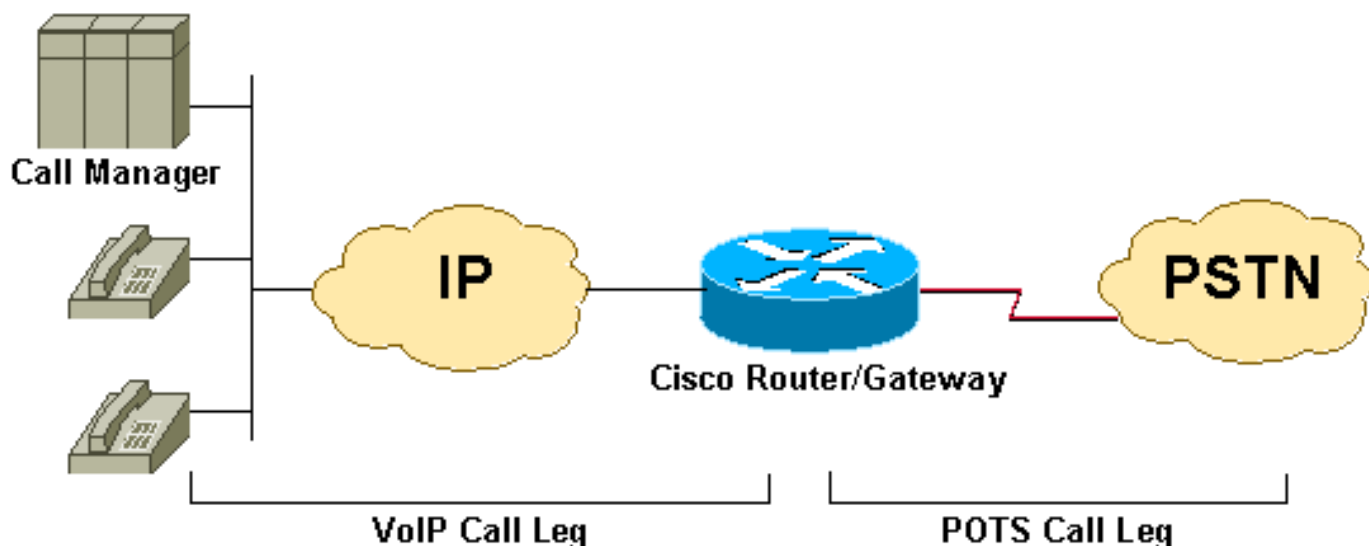 Call Manager
IP
PSTN
Cisco Router/Gateway
VoIP Call Leg
POTS Call Leg